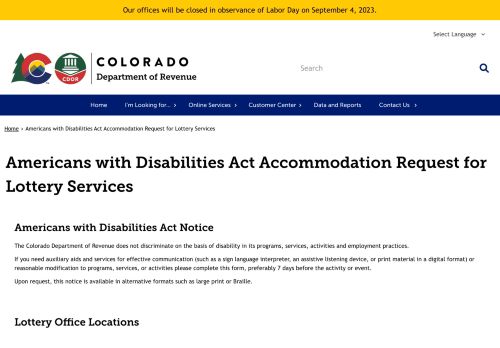 Our offices will be closed in observance of Labor Day on September 4, 2023.
Select Language
COLORADO
Department of Revenue
CDOR
Search
Home I'm Looking for... Online Services Customer Center Data and Reports Contact Us
Home › Americans with Disabilities Act Accommodation Request for Lottery Services
Americans with Disabilities Act Accommodation Request for
Lottery Services
Americans with Disabilities Act Notice
The Colorado Department of Revenue does not discriminate on the basis of disability in its programs, services, activities and employment practices.
If you need auxiliary aids and services for effective communication (such as a sign language interpreter, an assistive listening device, or print material in a digital format) or
reasonable modification to programs, services, or activities please complete this form, preferably 7 days before the activity or event.
Upon request, this notice is available in alternative formats such as large print or Braille.
Lottery Office Locations